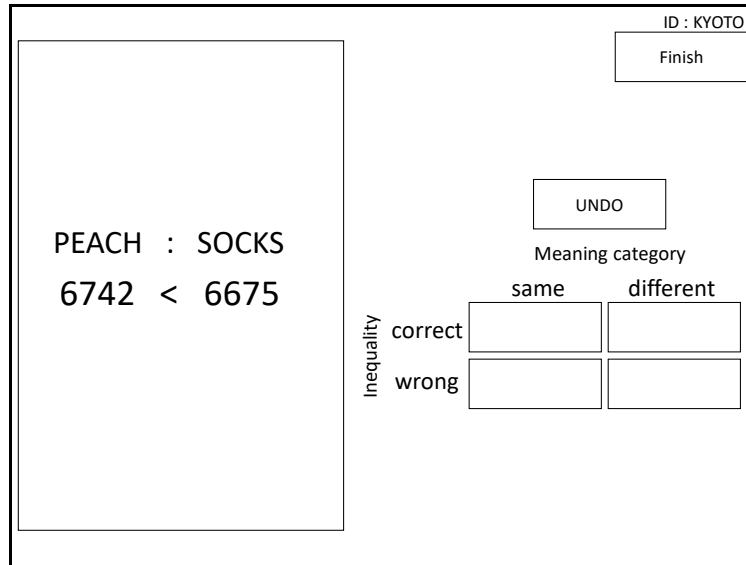 ID : KYOTO
Finish
PEACH : SOCKS
6742 < 6675
UNDO
Meaning category
same different
Inequality
correct
wrong